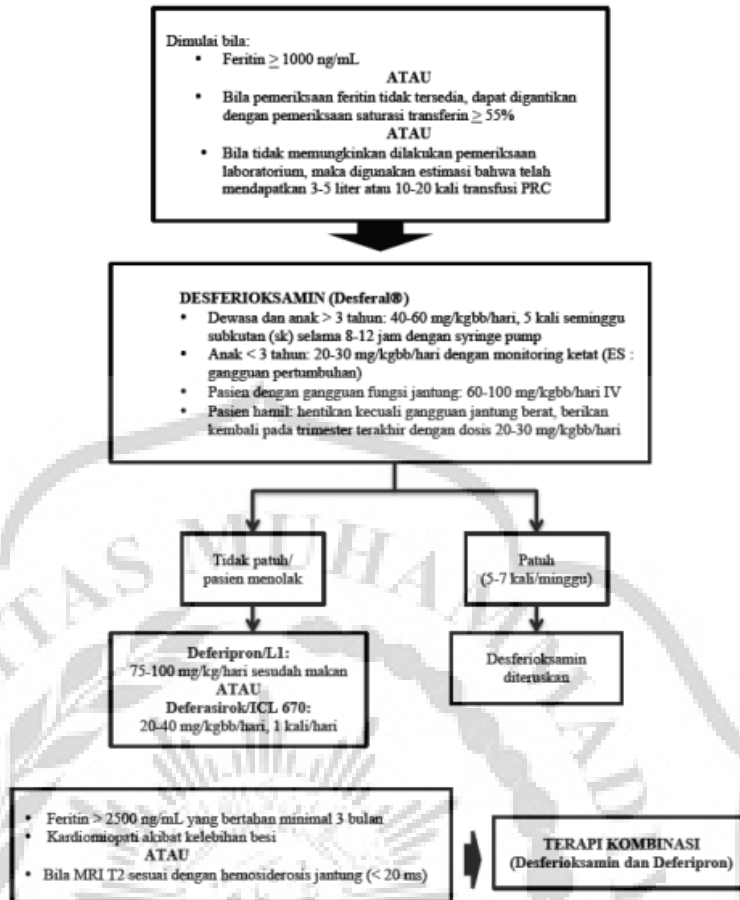 Dimulai bila:
• Feritin ≥ 1000 ng/mL
ATAU
• Bila pemeriksaan feritin tidak tersedia, dapat digantikan
dengan pemeriksaan saturasi transferin ≥ 55%
ATAU
• Bila tidak memungkinkan dilakukan pemeriksaan
laboratorium, maka digunakan estimasi bahwa telah
mendapatkan 3-5 liter atau 10-20 kali transfusi PRC
DESFERIOKSAMIN (Desferal®)
• Dewasa dan anak > 3 tahun: 40-60 mg/kgbb/hari, 5 kali seminggu
subkutan (sk) selama 8-12 jam dengan syringe pump
• Anak < 3 tahun: 20-30 mg/kgbb/hari dengan monitoring ketat (ES :
gangguan pertumbuhan)
• Pasien dengan gangguan fungsi jantung: 60-100 mg/kgbb/hari IV
• Pasien hamil: hentikan kecuali gangguan jantung berat, berikan
kembali pada trimester terakhir dengan dosis 20-30 mg/kgbb/hari
Tidak patuh/
pasien menolak
Patuh
(5-7 kali/minggu)
Deferipron/L1:
75-100 mg/kg/hari sesudah makan
ATAU
Deferasirok/ICL 670:
20-40 mg/kgbb/hari, 1 kali/hari
Desferioksamin
diteruskan
• Feritin > 2500 ng/mL yang bertahan minimal 3 bulan
• Kardiomiopati akibat kelebihan besi
ATAU
• Bila MRI T2 sesuai dengan hemosiderosis jantung (< 20 ms)
TERAPI KOMBINASI
(Desferioksamin dan Deferipron)
ITAS MUHAMMAD